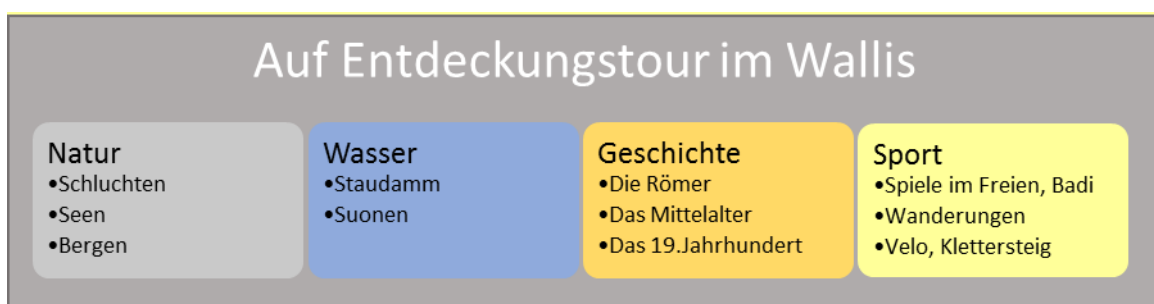 Auf Entdeckungstour im Wallis
Natur
•Schluchten
•Seen
•Bergen
Wasser
•Staudamm
•Suonen
Geschichte
•Die Römer
•Das Mittelalter
•Das 19.Jahrhundert
Sport
•Spiele im Freien, Badi
•Wanderungen
•Velo, Klettersteig